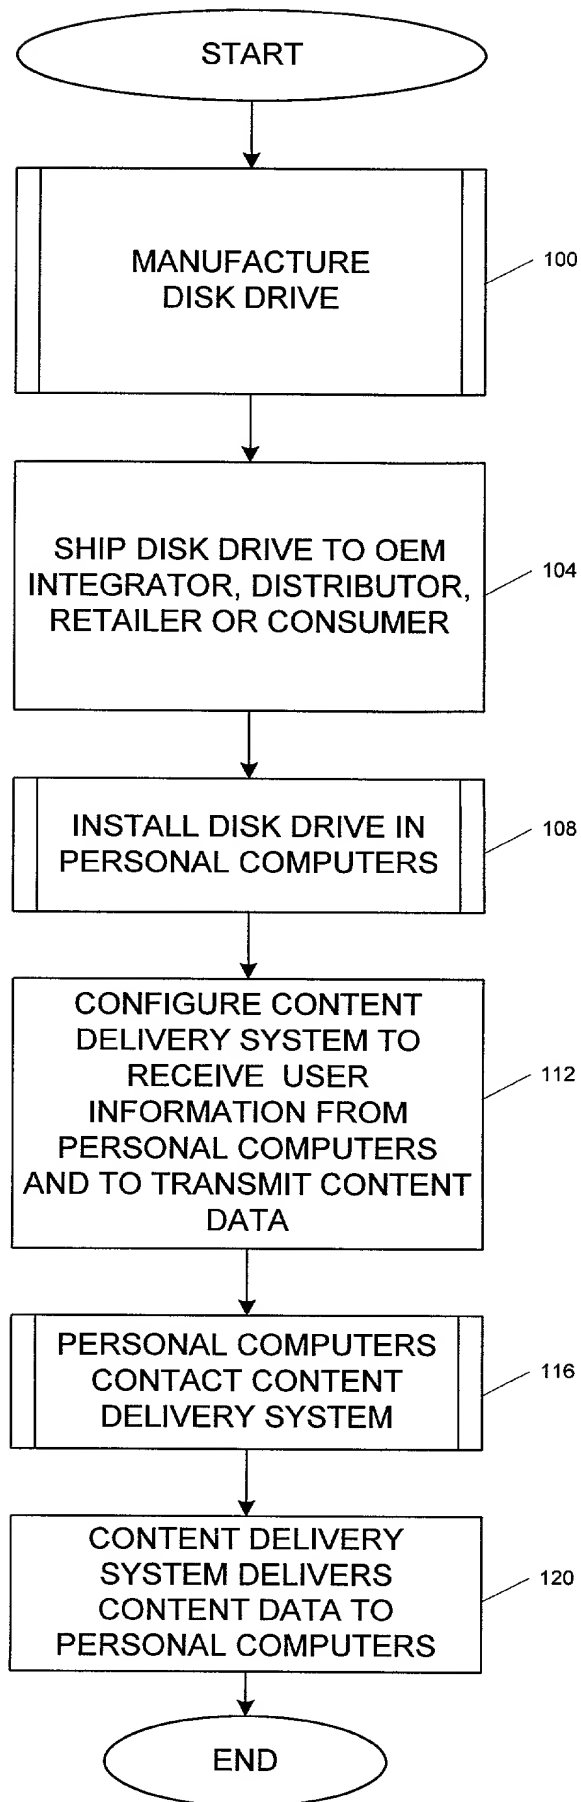 START
MANUFACTURE
DISK DRIVE
100
SHIP DISK DRIVE TO OEM
INTEGRATOR, DISTRIBUTOR,
RETAILER OR CONSUMER
104
INSTALL DISK DRIVE IN
PERSONAL COMPUTERS
108
CONFIGURE CONTENT
DELIVERY SYSTEM TO
RECEIVE USER
INFORMATION FROM
PERSONAL COMPUTERS
AND TO TRANSMIT CONTENT
DATA
112
PERSONAL COMPUTERS
CONTACT CONTENT
DELIVERY SYSTEM
116
CONTENT DELIVERY
SYSTEM DELIVERS
CONTENT DATA TO
PERSONAL COMPUTERS
120
END